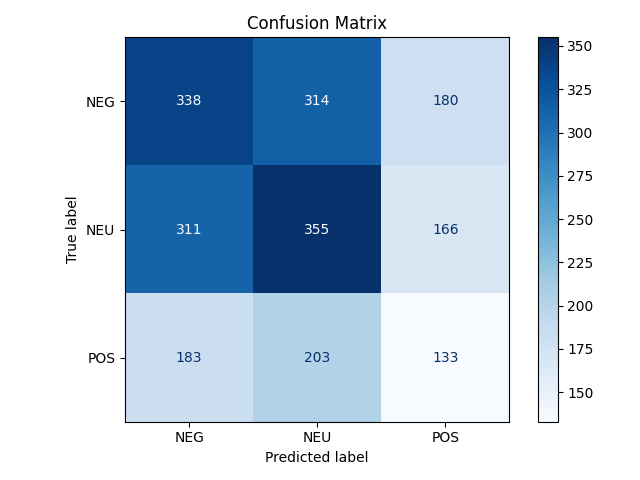 Confusion Matrix
True label
NEG 338 314 180
NEU 311 355 166
POS 183 203 133
NEG NEU POS
Predicted label
350
325
300
275
250
225
200
175
150